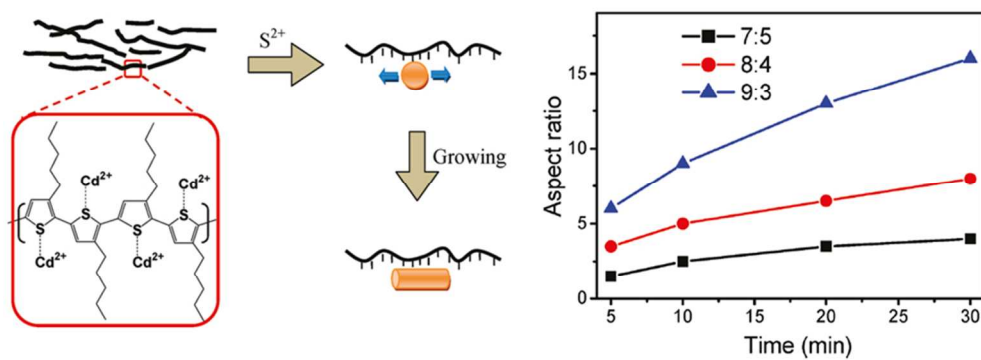 S²⁺
Cd²⁺
Cd²⁺
S
S
S
S
Cd²⁺
Cd²⁺
Growing
7:5
8:4
9:3
Aspect ratio
15
10
5
0
5
10
15
20
25
30
Time (min)